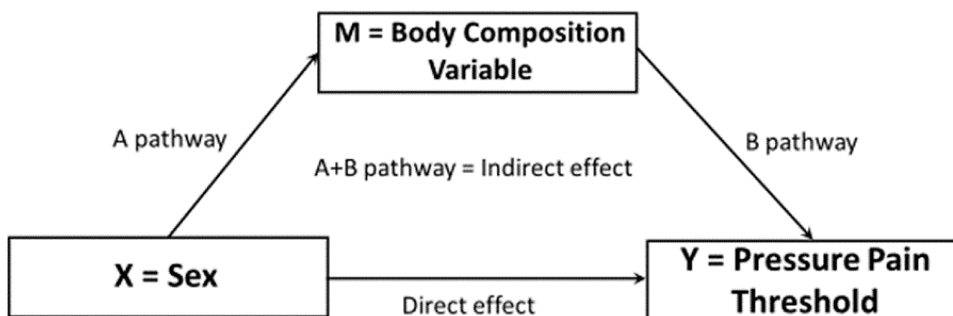 M = Body Composition
Variable
A pathway
B pathway
A+B pathway = Indirect effect
X = Sex
Y = Pressure Pain
Threshold
Direct effect